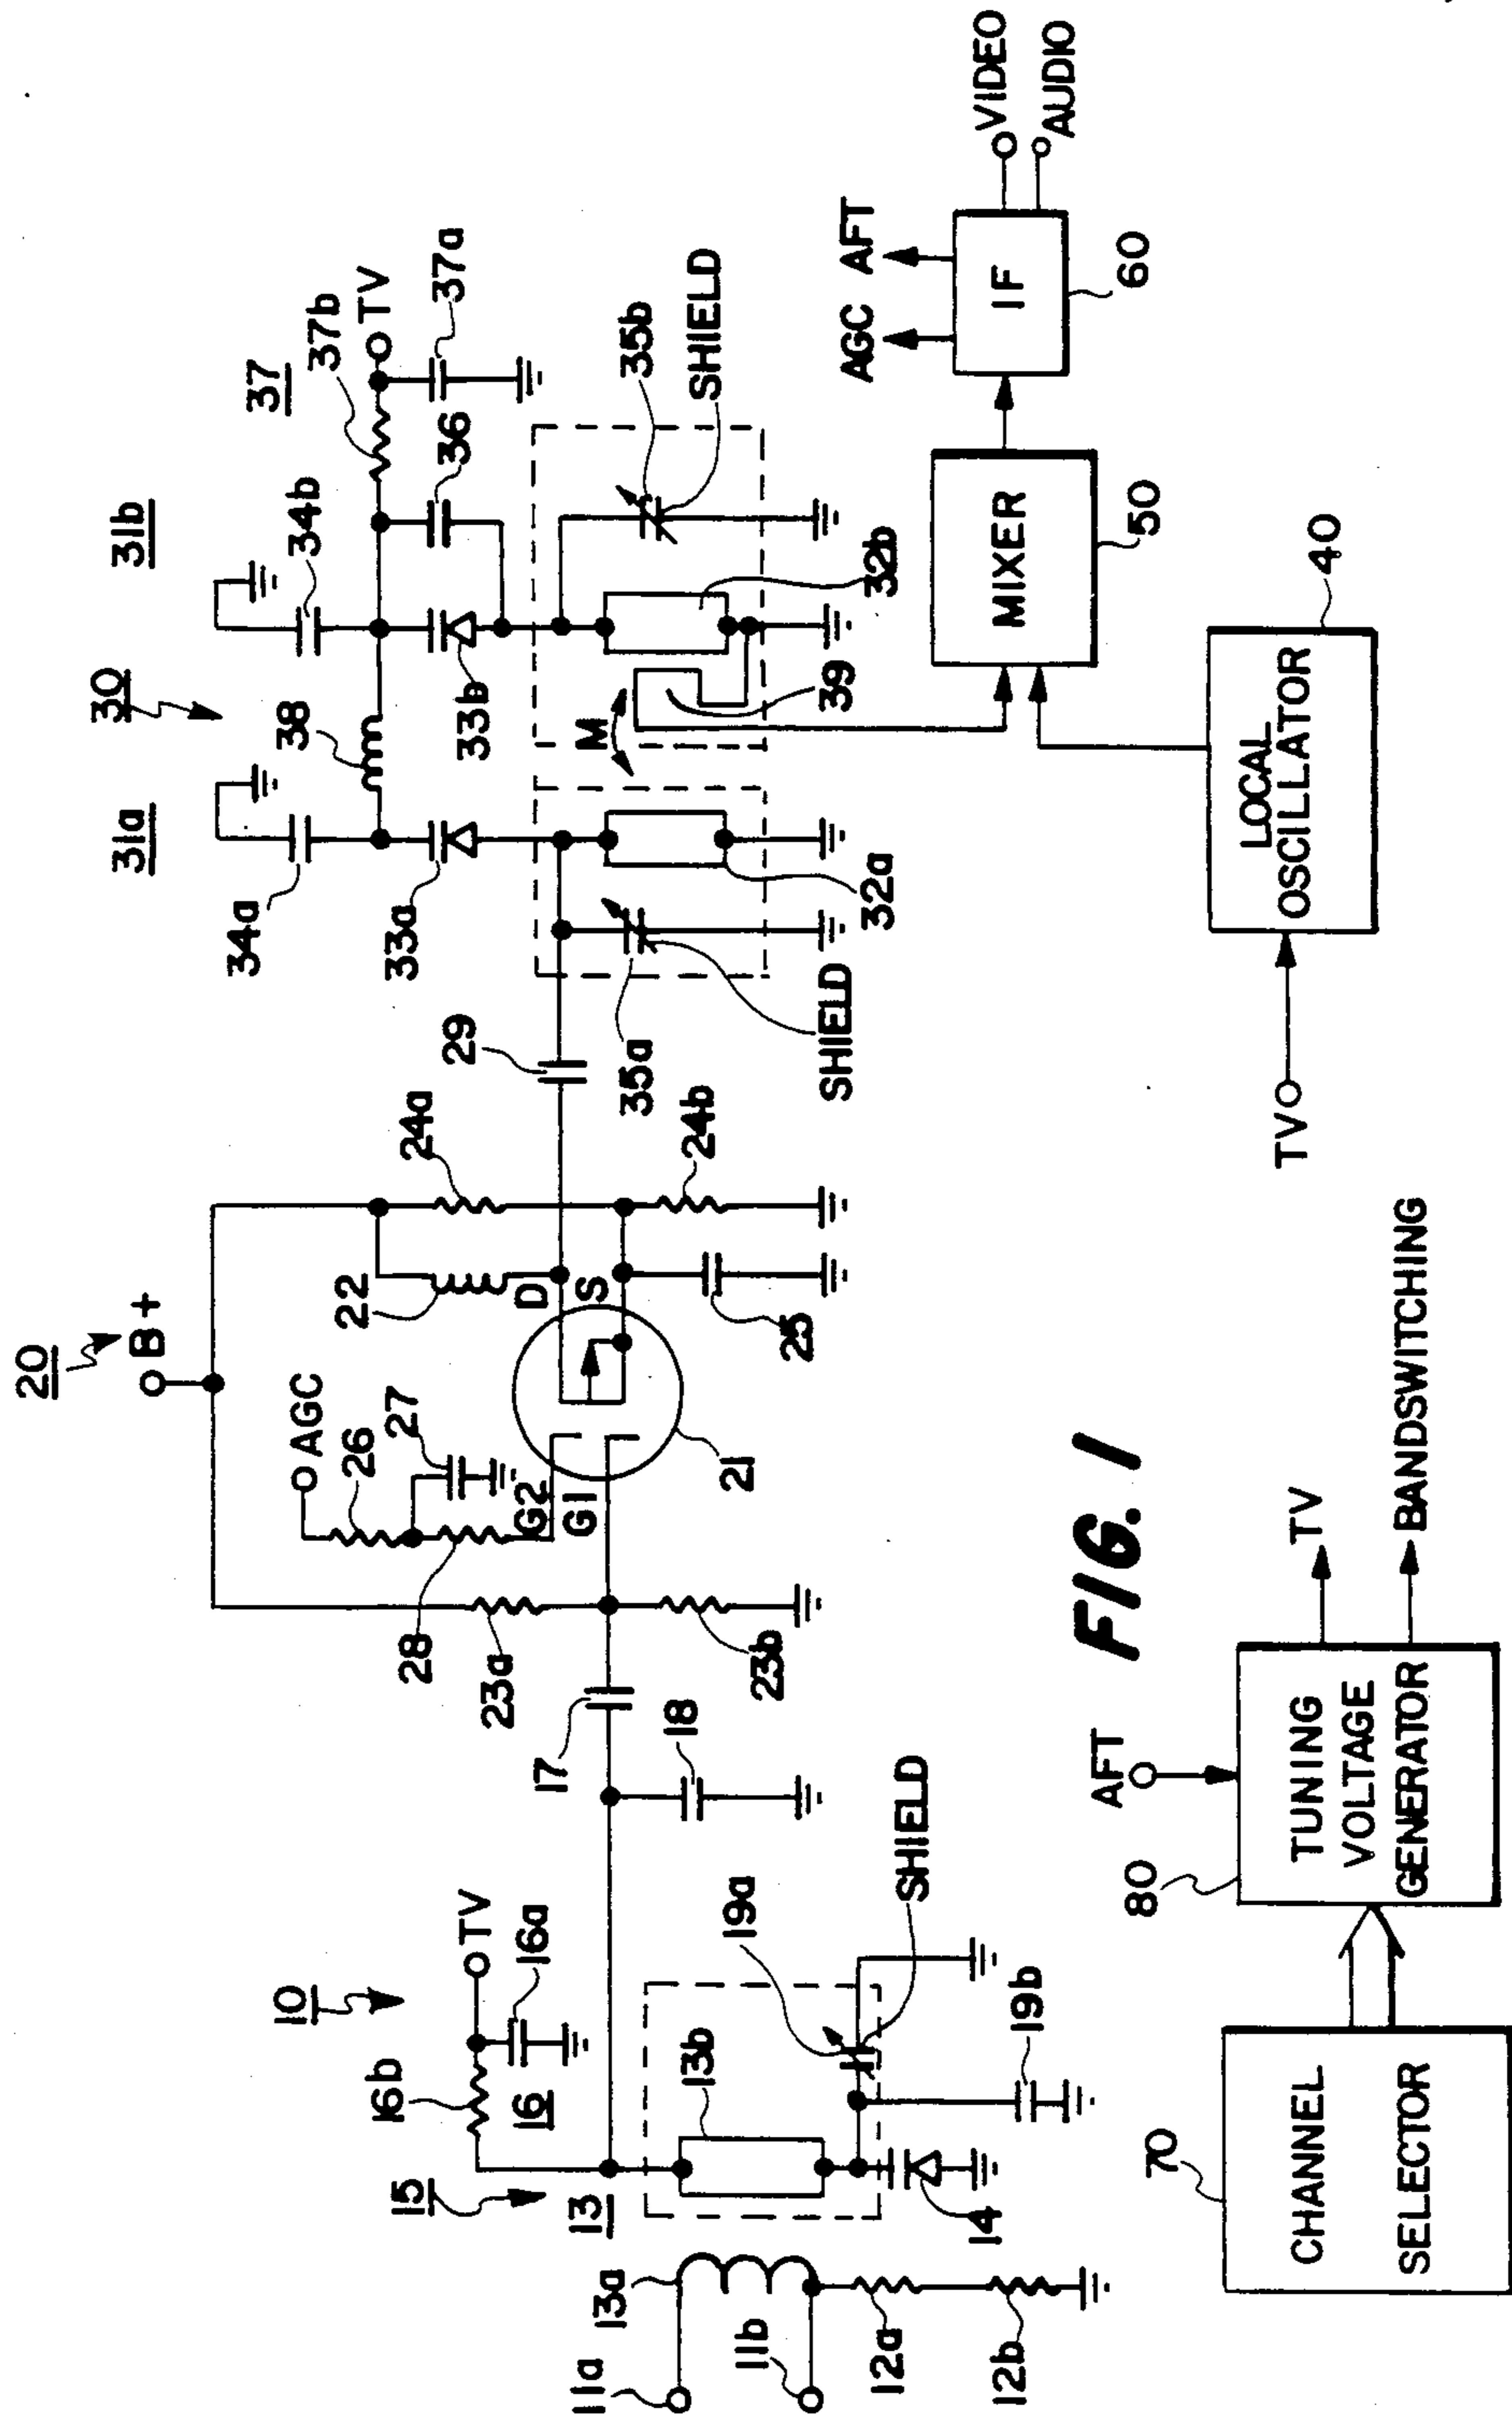 20
B+
30
31a
31b
34a
38
34b
37
37b
TV
33a
33b
36
37a
10
15
16b
TV
16a
16
13
23a
28
26
AGC
27
G2
G1
D
S
21
22
24a
24b
25
29
35a
SHIELD
32a
M
39
32b
35b
SHIELD
11a
11b
13a
12a
12b
13b
14
19a
19b
SHIELD
17
18
23b
MIXER
50
AGC
AFT
IF
60
VIDEO
AUDIO
LOCAL
OSCILLATOR
40
TV
FIG. 1
70
CHANNEL
SELECTOR
80
AFT
TUNING
VOLTAGE
GENERATOR
TV
BANDSWITCHING